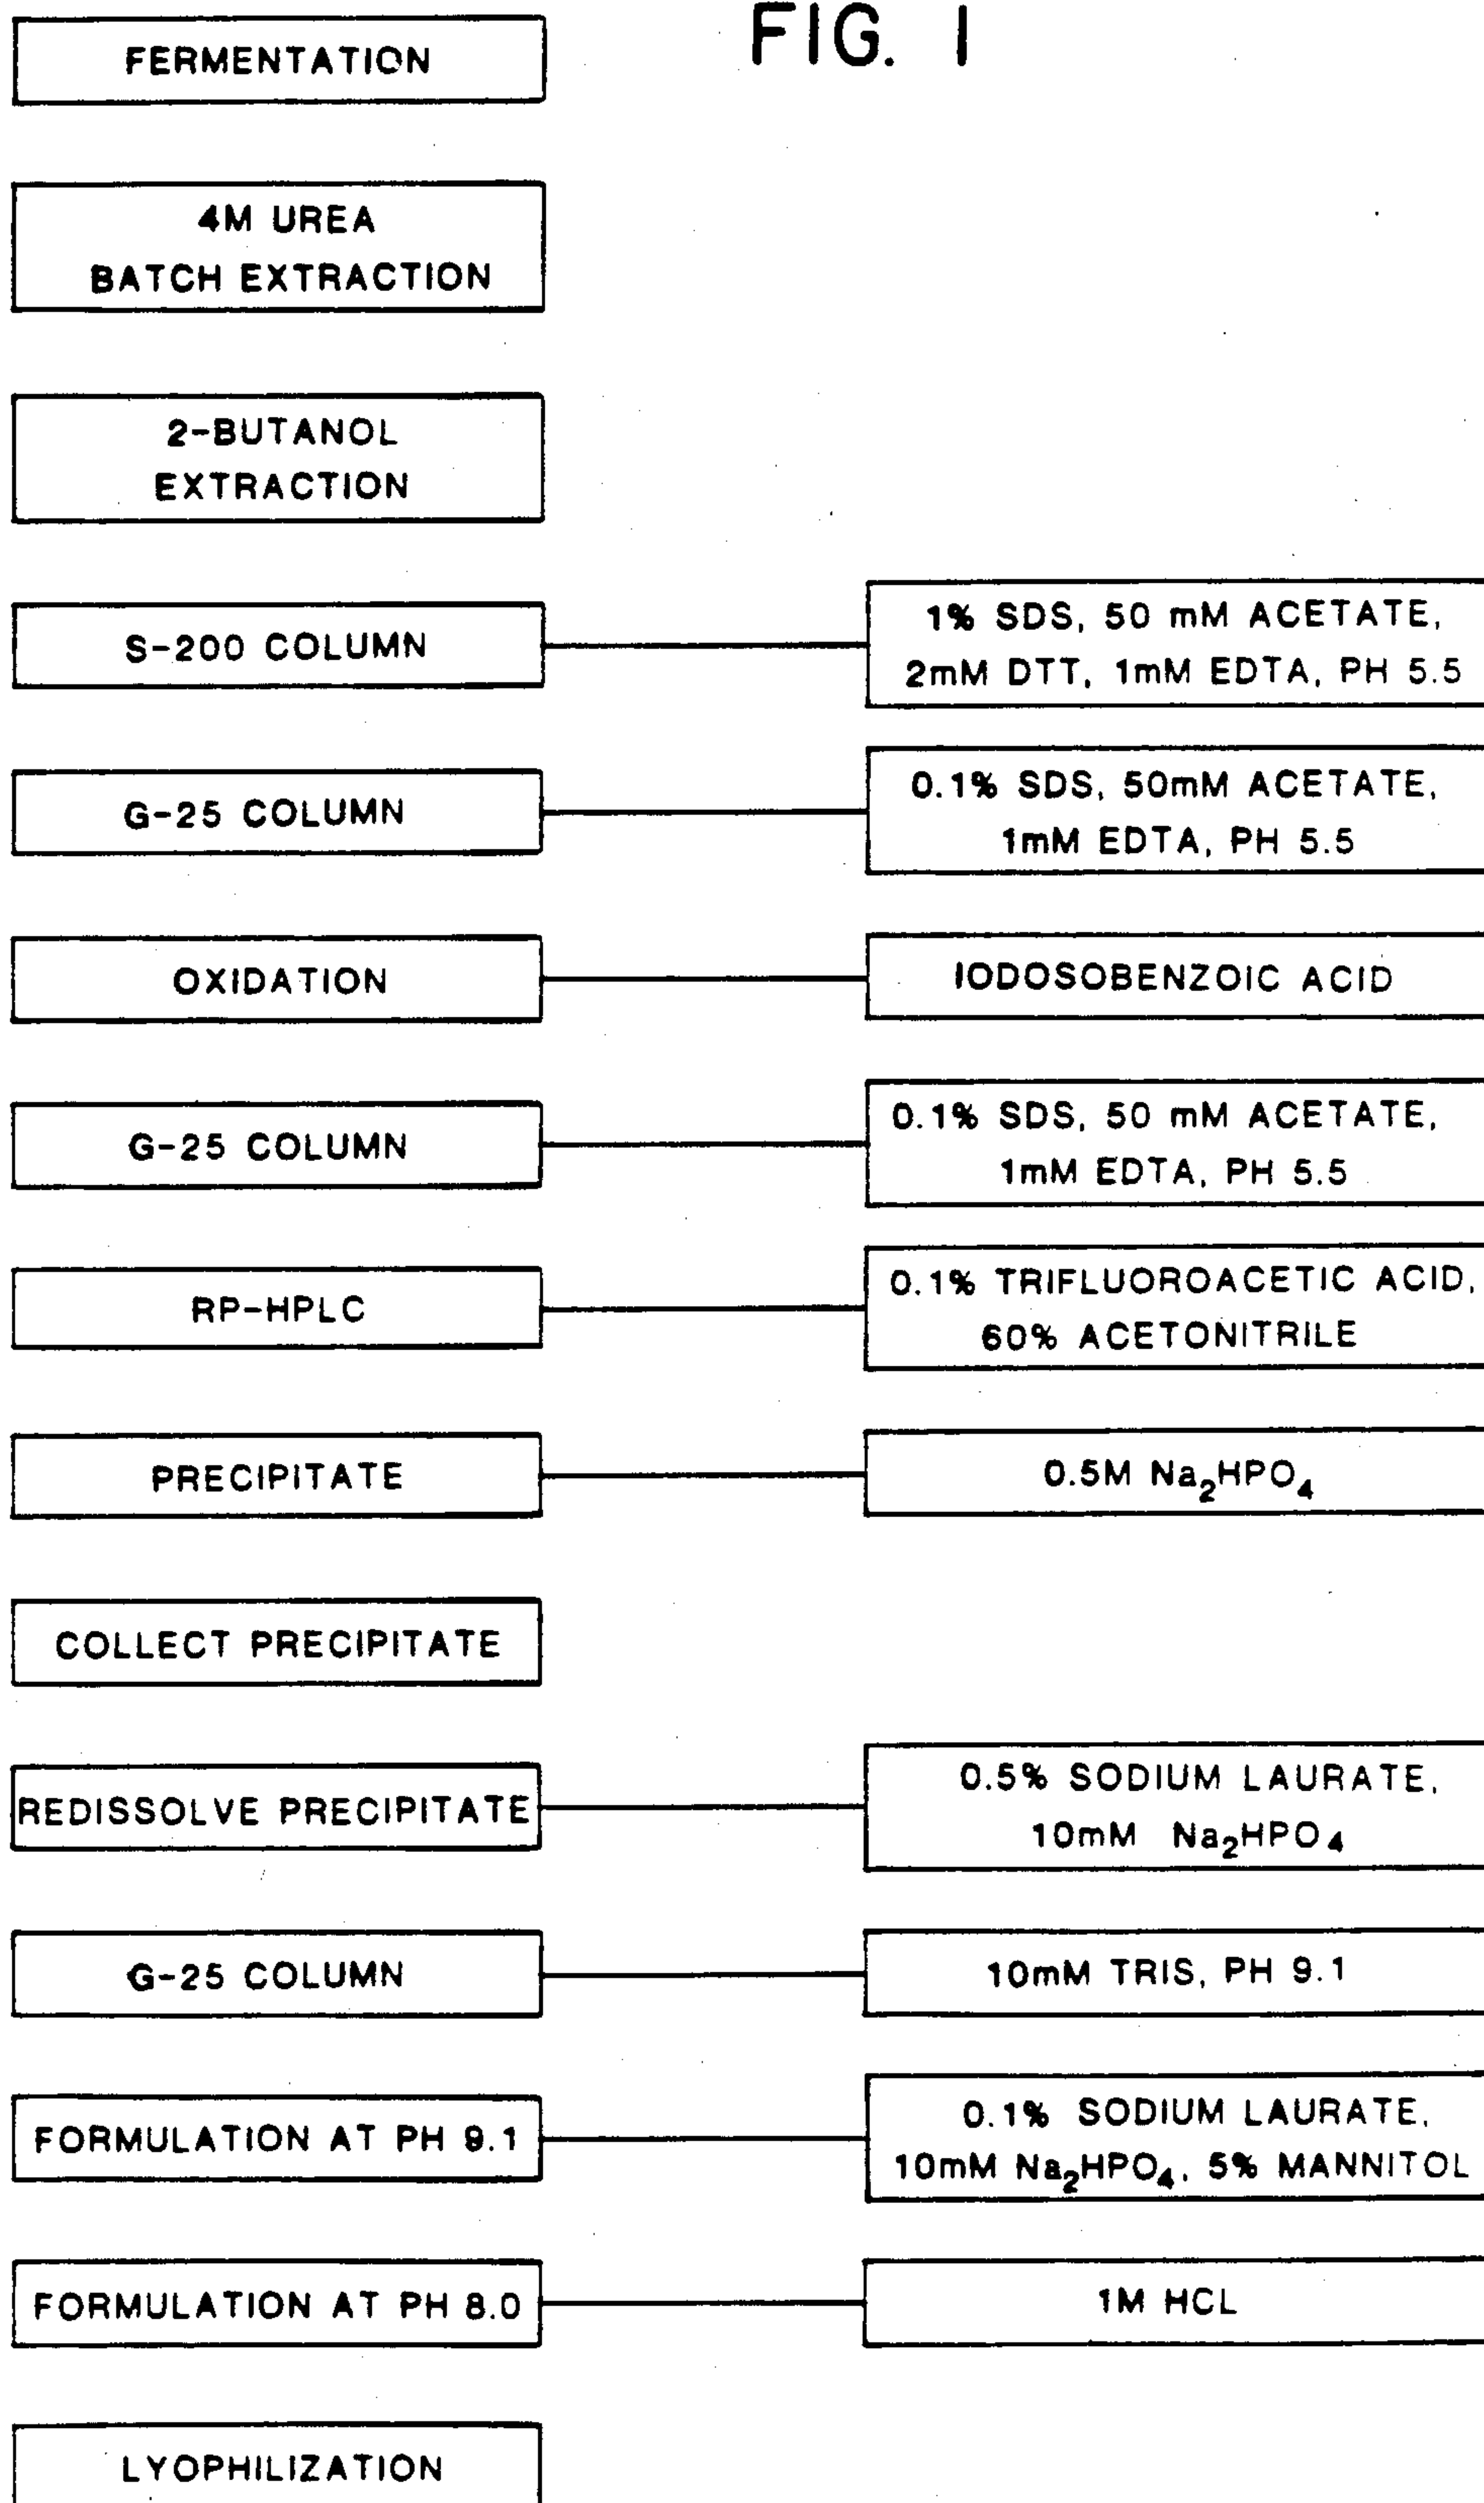 FIG. 1
FERMENTATION
4M UREA
BATCH EXTRACTION
2-BUTANOL
EXTRACTION
S-200 COLUMN
1% SDS, 50 mM ACETATE,
2mM DTT, 1mM EDTA, PH 5.5
G-25 COLUMN
0.1% SDS, 50mM ACETATE,
1mM EDTA, PH 5.5
OXIDATION
IODOSOBENZOIC ACID
G-25 COLUMN
0.1% SDS, 50 mM ACETATE,
1mM EDTA, PH 5.5
RP-HPLC
0.1% TRIFLUOROACETIC ACID,
60% ACETONITRILE
PRECIPITATE
0.5M Na₂HPO₄
COLLECT PRECIPITATE
REDISSOLVE PRECIPITATE
0.5% SODIUM LAURATE,
10mM Na₂HPO₄
G-25 COLUMN
10mM TRIS, PH 9.1
FORMULATION AT PH 9.1
0.1% SODIUM LAURATE,
10mM Na₂HPO₄, 5% MANNITOL
FORMULATION AT PH 8.0
1M HCL
LYOPHILIZATION